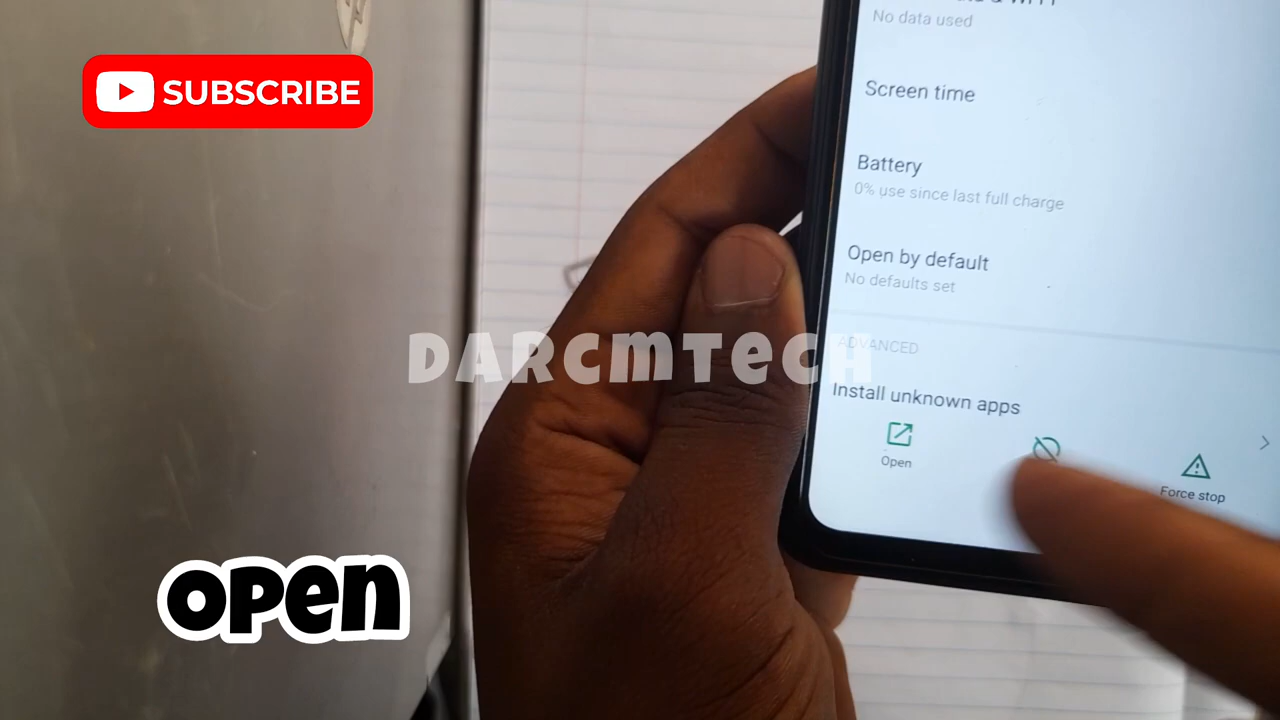 SUBSCRIBE
No data used
Screen time
Battery
0% use since last full charge
Open by default
No defaults set
DARCMTECH
ADVANCED
Install unknown apps
Open
Force stop
open